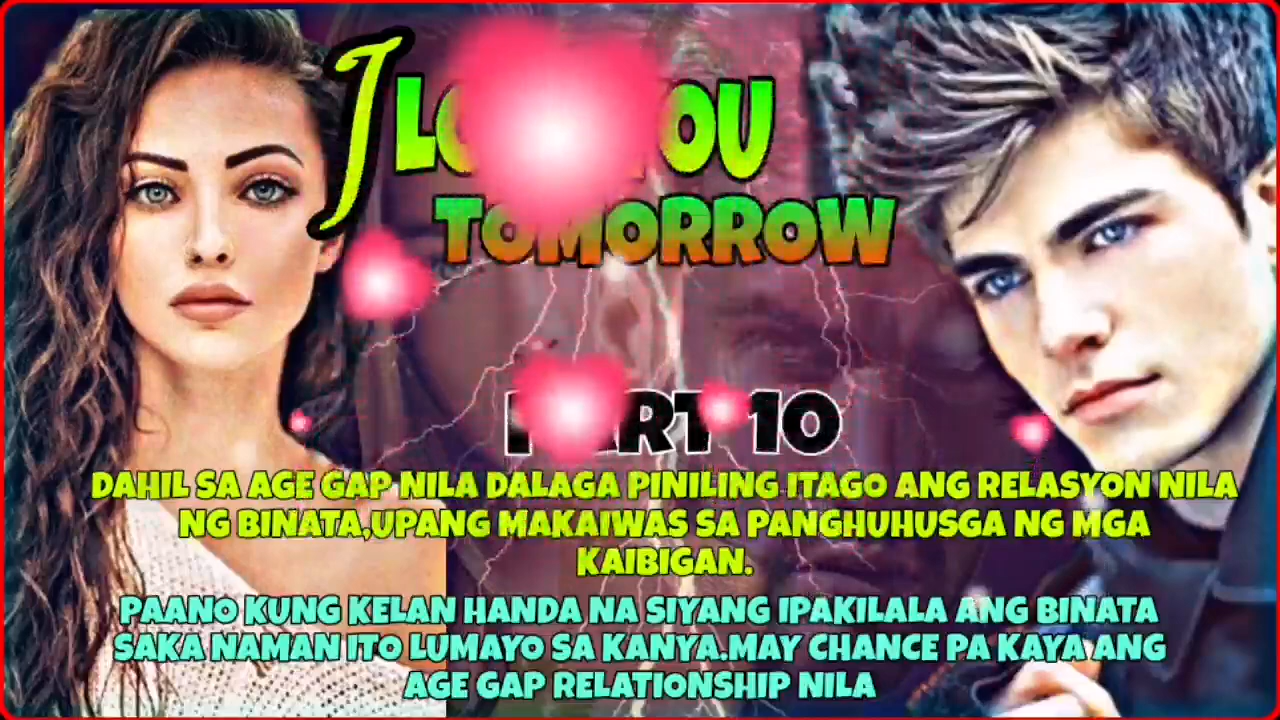 I YOU
TOMORROW
PART 10
DAHIL SA AGE GAP NILA DALAGA PINILING ITAGO ANG RELASYON NILA
NG BINATA,UPANG MAKAIWAS SA PANGHUHUSGA NG MGA
KAIBIGAN.
PAANO KUNG KELAN HANDA NA SIYANG IPAKILALA ANG BINATA
SAKA NAMAN ITO LUMAYO SA KANYA.MAY CHANCE PA KAYA ANG
AGE GAP RELATIONSHIP NILA